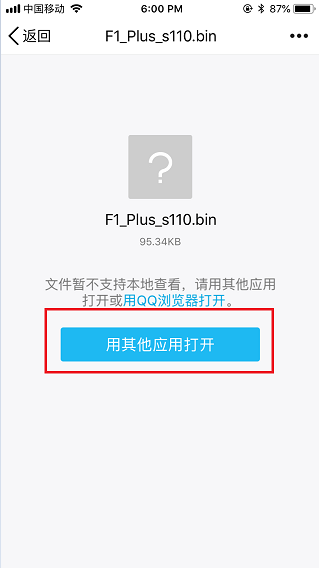 中国移动 6:00 PM 87%
返回 F1_Plus_s110.bin
F1_Plus_s110.bin
95.34KB
文件暂不支持本地查看，请用其他应用
打开或用QQ浏览器打开。
用其他应用打开